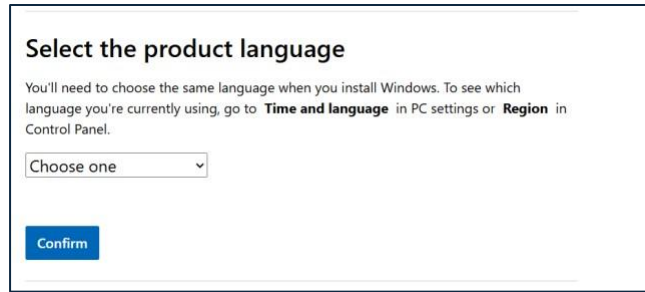 Select the product language
You'll need to choose the same language when you install Windows. To see which
language you're currently using, go to Time and language in PC settings or Region in
Control Panel.
Choose one
Confirm